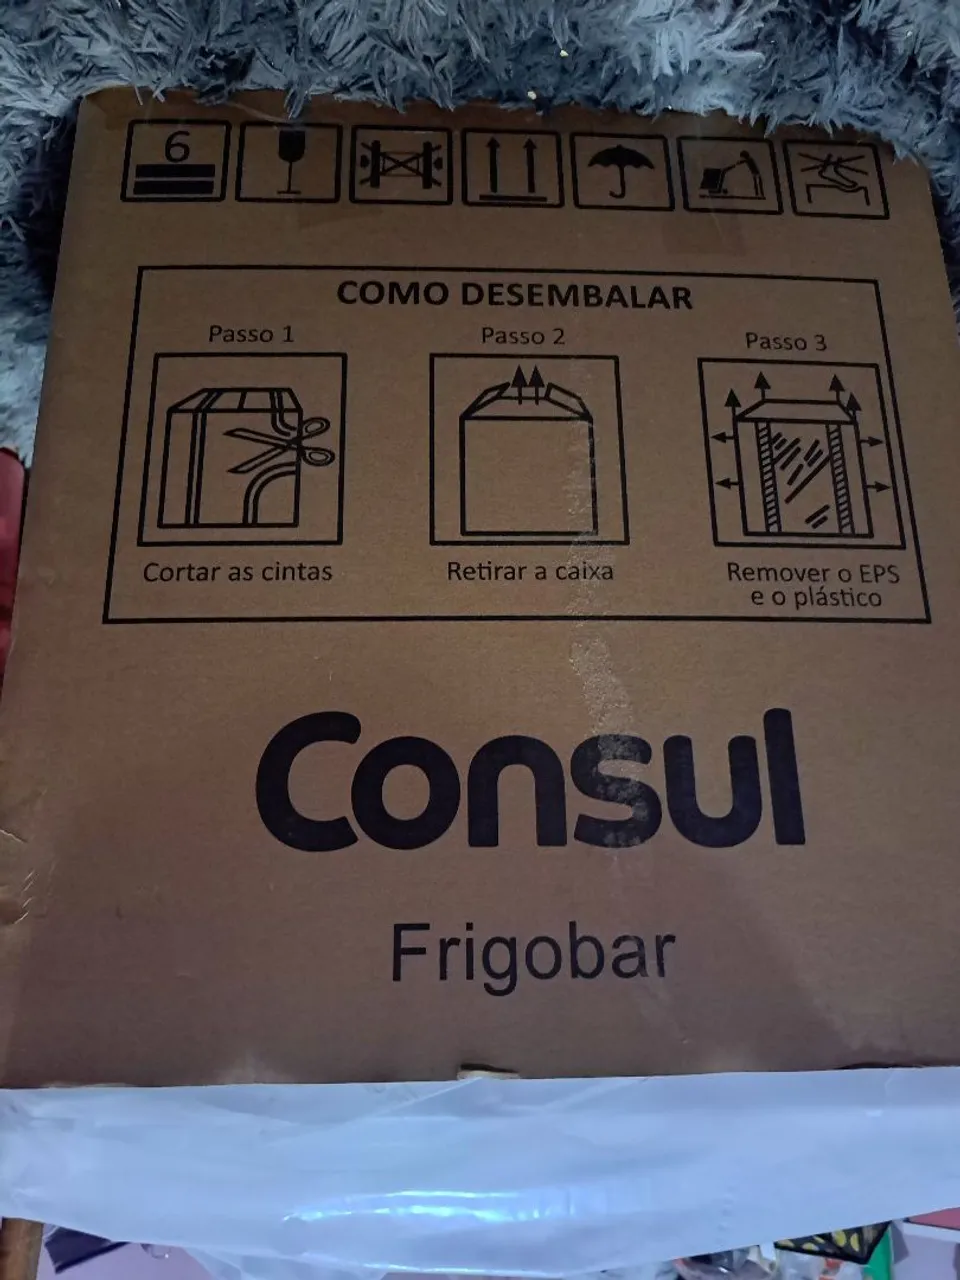 6
COMO DESEMBALAR
Passo 1
Passo 2
Passo 3
Cortar as cintas
Retirar a caixa
Remover o EPS
e o plástico
Consul
Frigobar